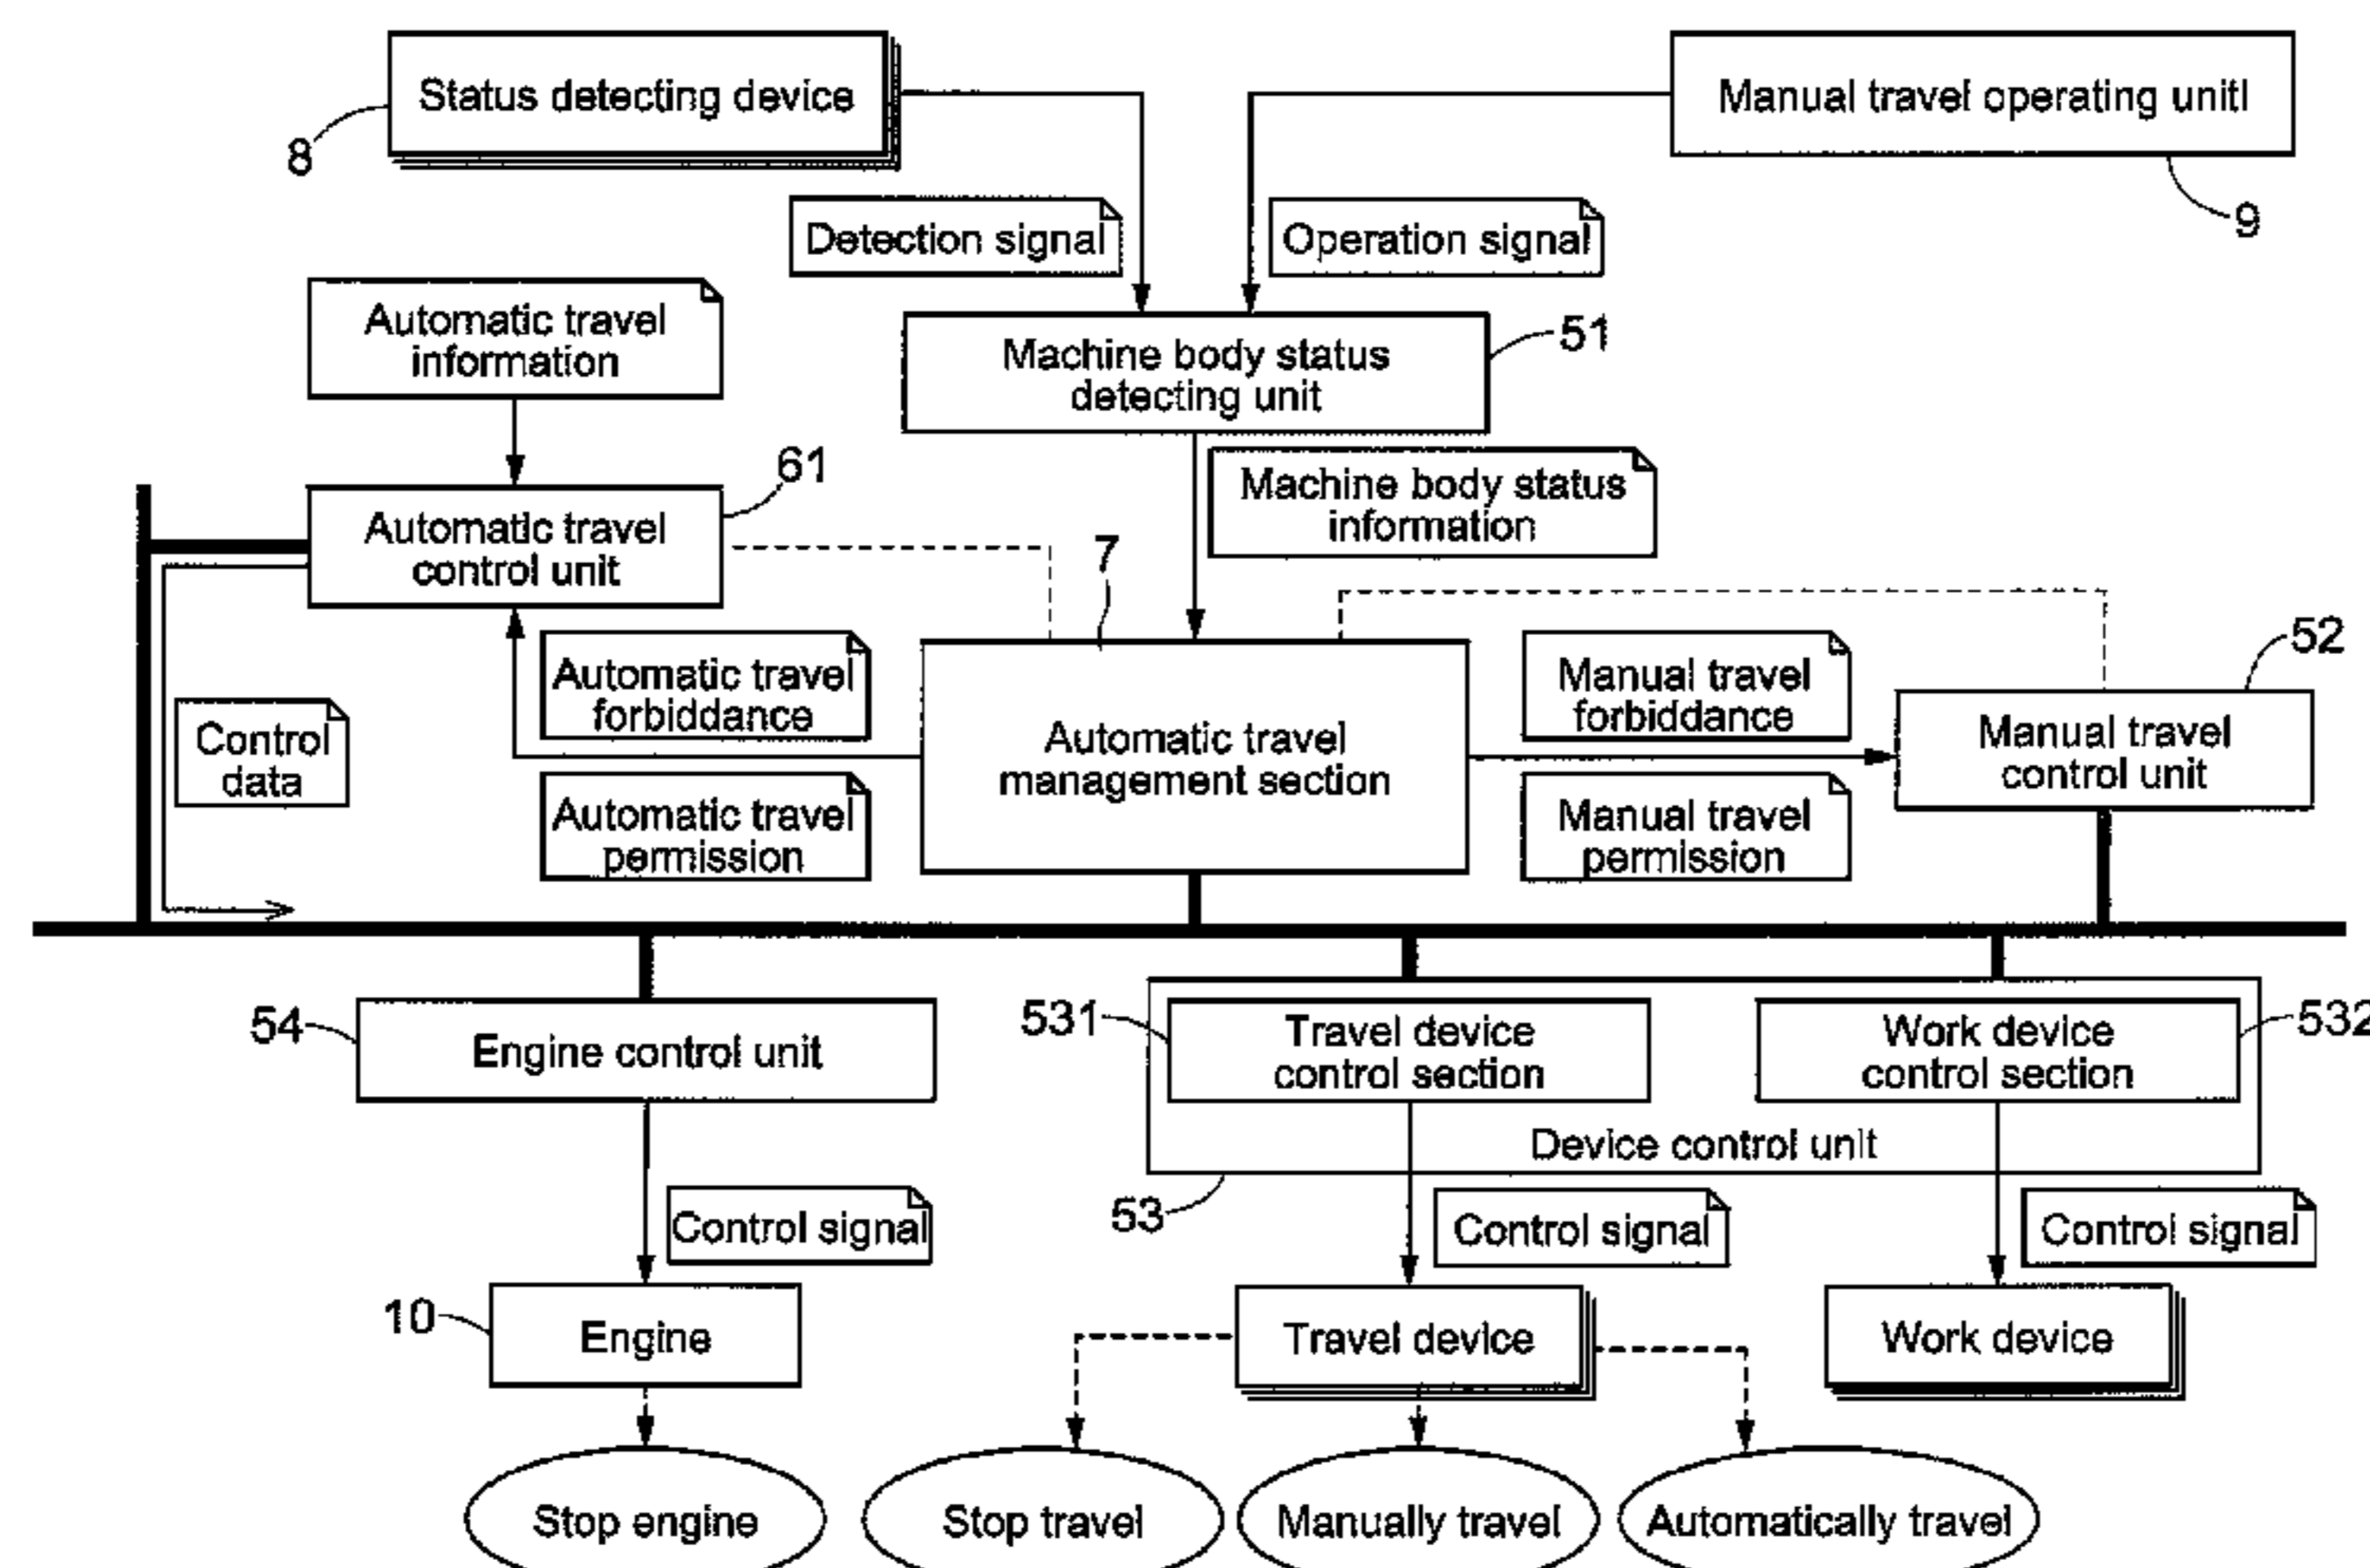 Status detecting device
Manual travel operating unitl
8
9
Detection signal
Operation signal
Automatic travel
information
Machine body status
detecting unit
51
61
Machine body status
information
Automatic travel
control unit
7
52
Automatic travel
forbiddance
Manual travel
forbiddance
Control
data
Automatic travel
management section
Manual travel
control unit
Automatic travel
permission
Manual travel
permission
54
Engine control unit
531
Travel device
control section
Work device
control section
532
Device control unit
53
Control signal
Control signal
Control signal
10
Engine
Travel device
Work device
Stop engine
Stop travel
Manually travel
Automatically travel